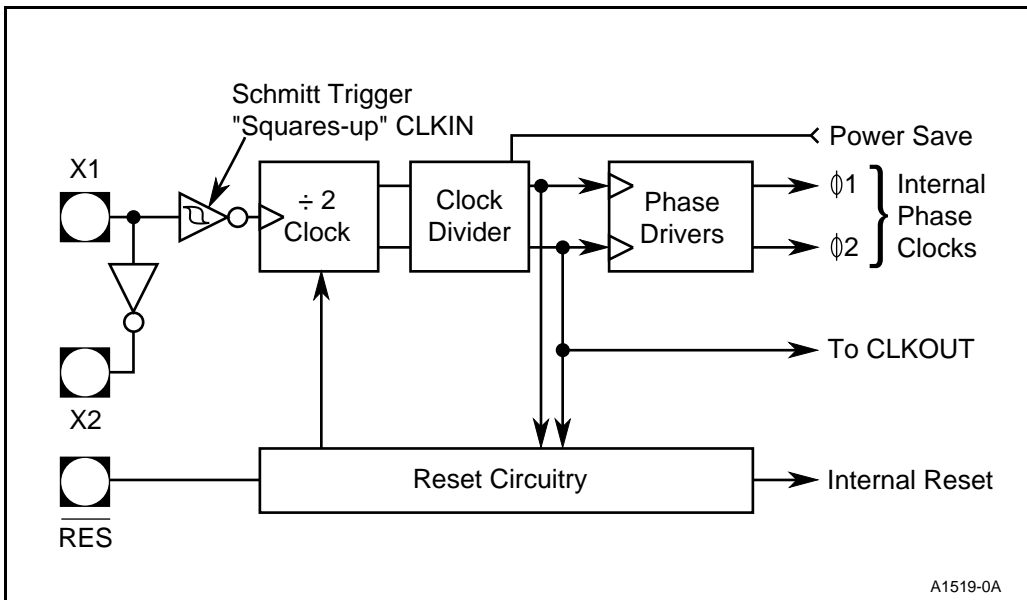 Schmitt Trigger
"Squares-up" CLKIN
Power Save
X1
÷ 2
Clock
Clock
Divider
Phase
Drivers
ϕ1
ϕ2
Internal
Phase
Clocks
To CLKOUT
X2
Reset Circuitry
Internal Reset
RES
A1519-0A